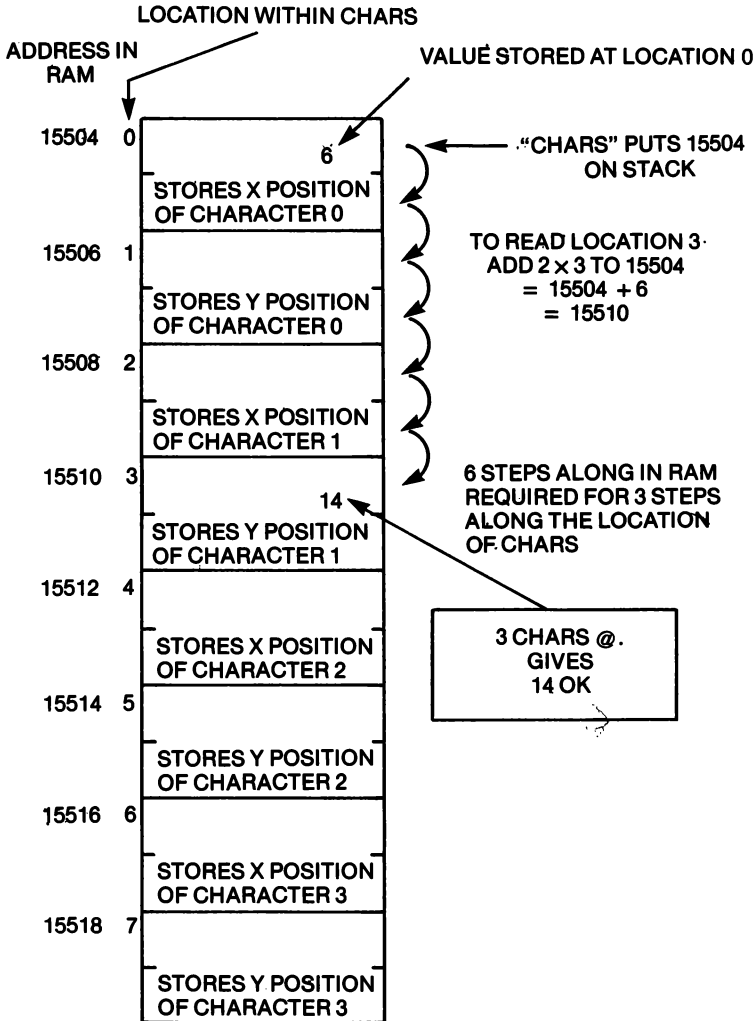 LOCATION WITHIN CHARS
ADDRESS IN
RAM
VALUE STORED AT LOCATION 0
15504 0
6
"CHARS" PUTS 15504
ON STACK
STORES X POSITION
OF CHARACTER 0
15506 1
TO READ LOCATION 3
ADD 2 × 3 TO 15504
= 15504 + 6
= 15510
STORES Y POSITION
OF CHARACTER 0
15508 2
STORES X POSITION
OF CHARACTER 1
15510 3
14
6 STEPS ALONG IN RAM
REQUIRED FOR 3 STEPS
ALONG THE LOCATION
OF CHARS
STORES Y POSITION
OF CHARACTER 1
15512 4
3 CHARS @.
GIVES
14 OK
STORES X POSITION
OF CHARACTER 2
15514 5
STORES Y POSITION
OF CHARACTER 2
15516 6
STORES X POSITION
OF CHARACTER 3
15518 7
STORES Y POSITION
OF CHARACTER 3